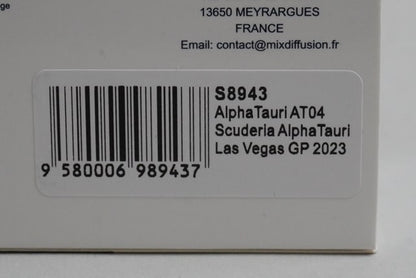 ge
13650 MEYRARGUES
FRANCE
Email: contact@mixdiffusion.fr
S8943
AlphaTauri AT04
Scuderia AlphaTauri
Las Vegas GP 2023
9 580006 989437